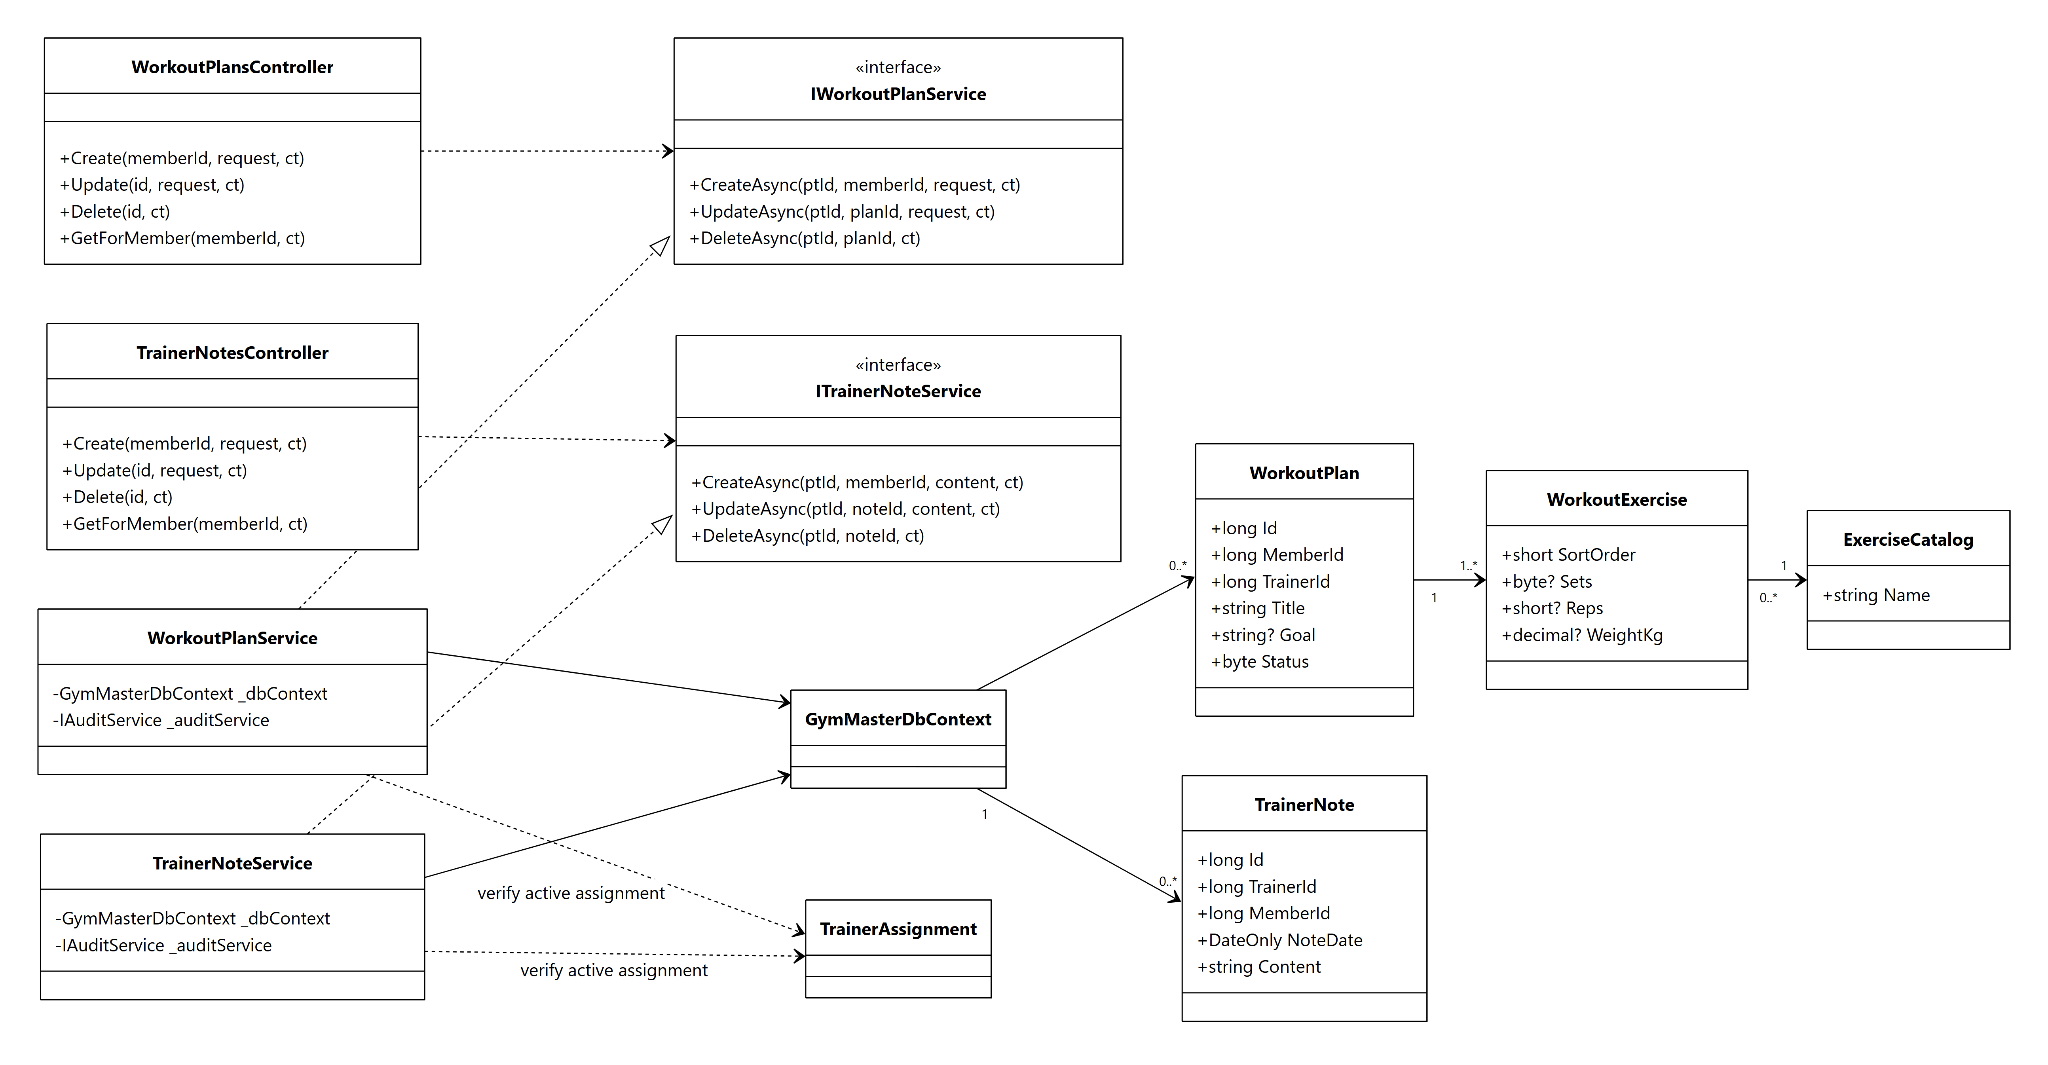 WorkoutPlansController
+Create(memberId, request, ct)
+Update(id, request, ct)
+Delete(id, ct)
+GetForMember(memberId, ct)
«interface»
IWorkoutPlanService
+CreateAsync(ptId, memberId, request, ct)
+UpdateAsync(ptId, planId, request, ct)
+DeleteAsync(ptId, planId, ct)
TrainerNotesController
+Create(memberId, request, ct)
+Update(id, request, ct)
+Delete(id, ct)
+GetForMember(memberId, ct)
«interface»
ITrainerNoteService
+CreateAsync(ptId, memberId, content, ct)
+UpdateAsync(ptId, noteId, content, ct)
+DeleteAsync(ptId, noteId, ct)
WorkoutPlanService
-GymMasterDbContext _dbContext
-IAuditService _auditService
TrainerNoteService
-GymMasterDbContext _dbContext
-IAuditService _auditService
verify active assignment
verify active assignment
GymMasterDbContext
1
TrainerAssignment
0..*
WorkoutPlan
+long Id
+long MemberId
+long TrainerId
+string Title
+string? Goal
+byte Status
1
1..*
WorkoutExercise
+short SortOrder
+byte? Sets
+short? Reps
+decimal? WeightKg
0..*
1
ExerciseCatalog
+string Name
0..*
TrainerNote
+long Id
+long TrainerId
+long MemberId
+DateOnly NoteDate
+string Content